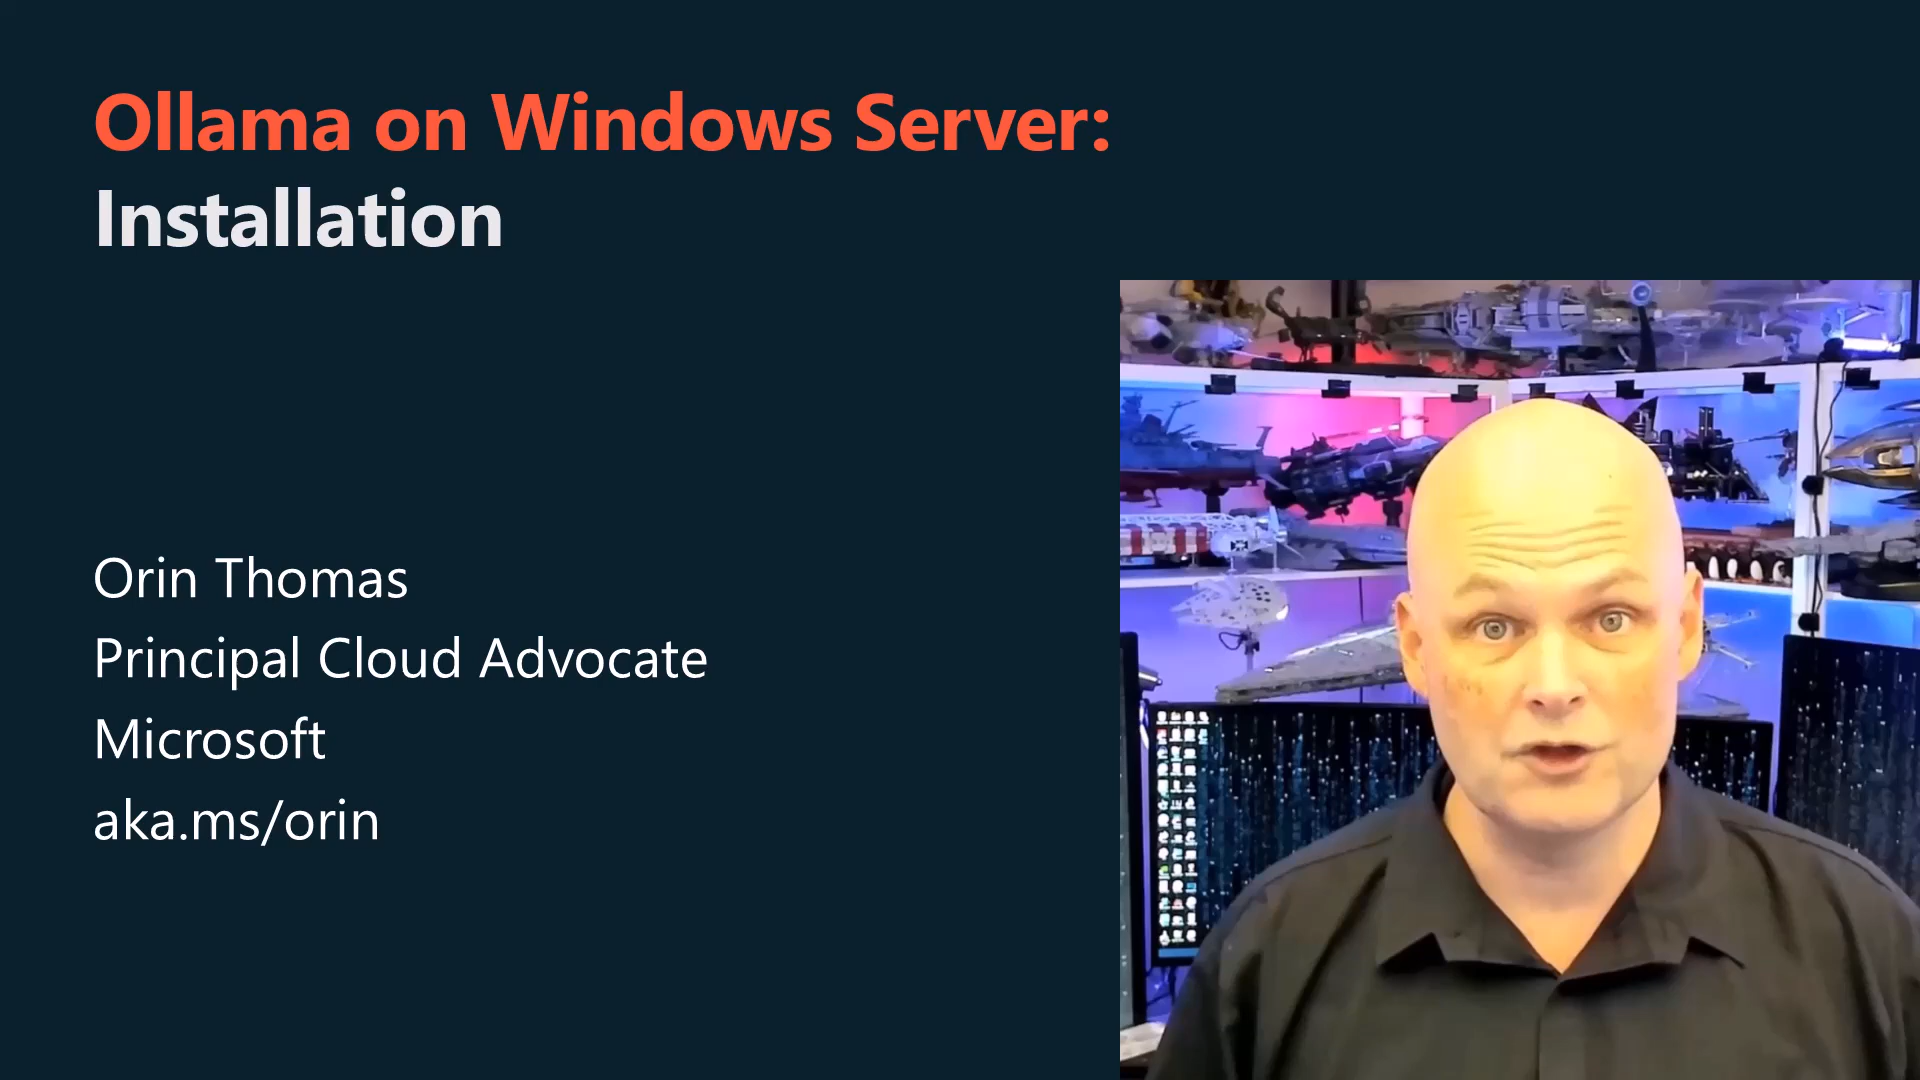 Ollama on Windows Server:
Installation
Orin Thomas
Principal Cloud Advocate
Microsoft
aka.ms/orin